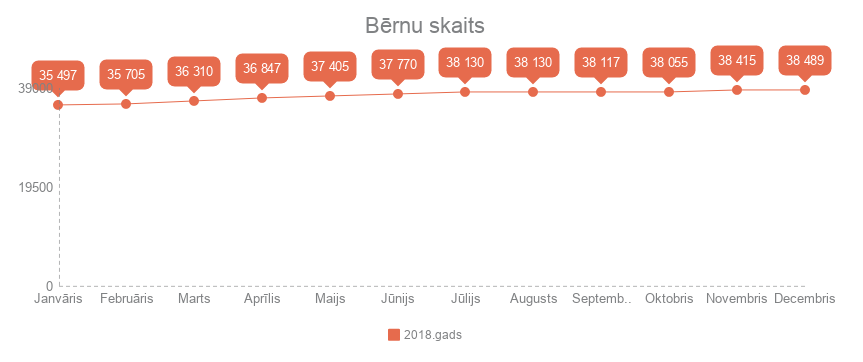 Bērnu skaits
35 497 35 705 36 310 36 847 37 405 37 770 38 130 38 130 38 117 38 055 38 415 38 489
39000
19500
0
Janvāris Februāris Marts Aprīlis Maijs Jūnijs Jūlijs Augusts Septemb.. Oktobris Novembris Decembris
2018.gads